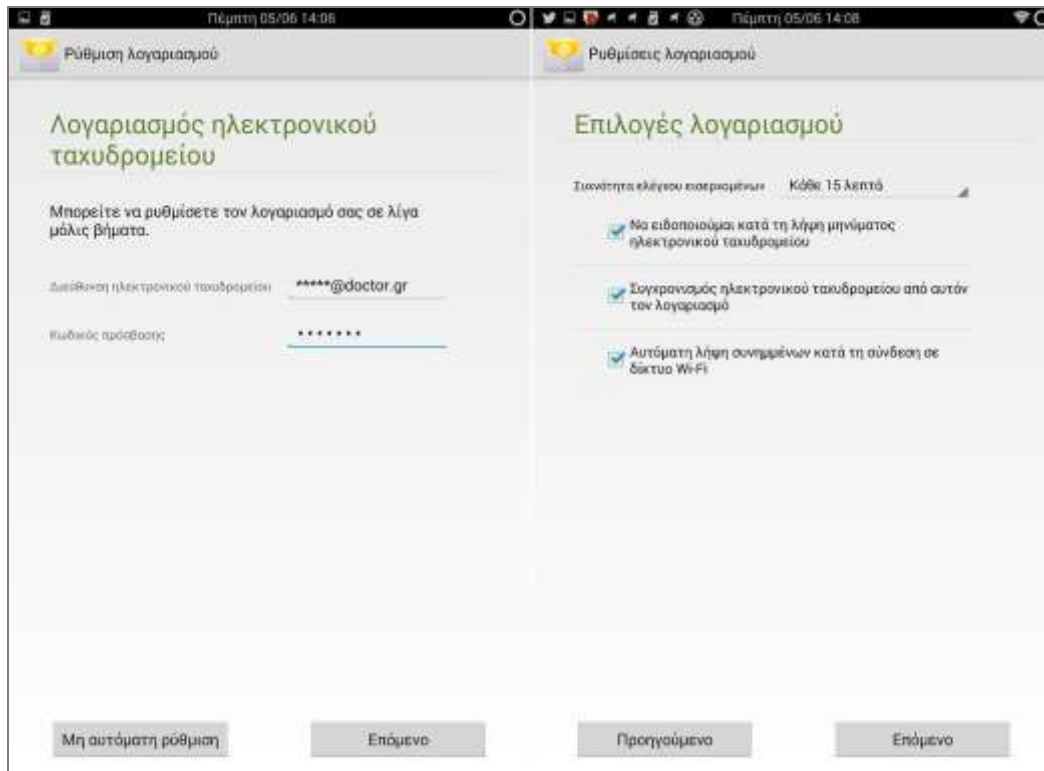 Πέμπτη 05/06 14:08
Ρύθμιση λογαριασμού
Λογαριασμός ηλεκτρονικού
ταχυδρομείου
Μπορείτε να ρυθμίσετε τον λογαριασμό σας σε λίγα
μόλις βήματα.
Διεύθυνση ηλεκτρονικού ταχυδρομείου *****@doctor.gr
Κωδικός πρόσβασης •••••••
Μη αυτόματη ρύθμιση Επόμενο
Πέμπτη 05/06 14:08
Ρυθμίσεις λογαριασμού
Επιλογές λογαριασμού
Συχνότητα ελέγχου εισερχομένων Κάθε 15 λεπτά
Να ειδοποιούμαι κατά τη λήψη μηνύματος
ηλεκτρονικού ταχυδρομείου
Συγχρονισμός ηλεκτρονικού ταχυδρομείου από αυτόν
τον λογαριασμό
Αυτόματη λήψη συνημμένων κατά τη σύνδεση σε
δίκτυο Wi-Fi
Προηγούμενο Επόμενο